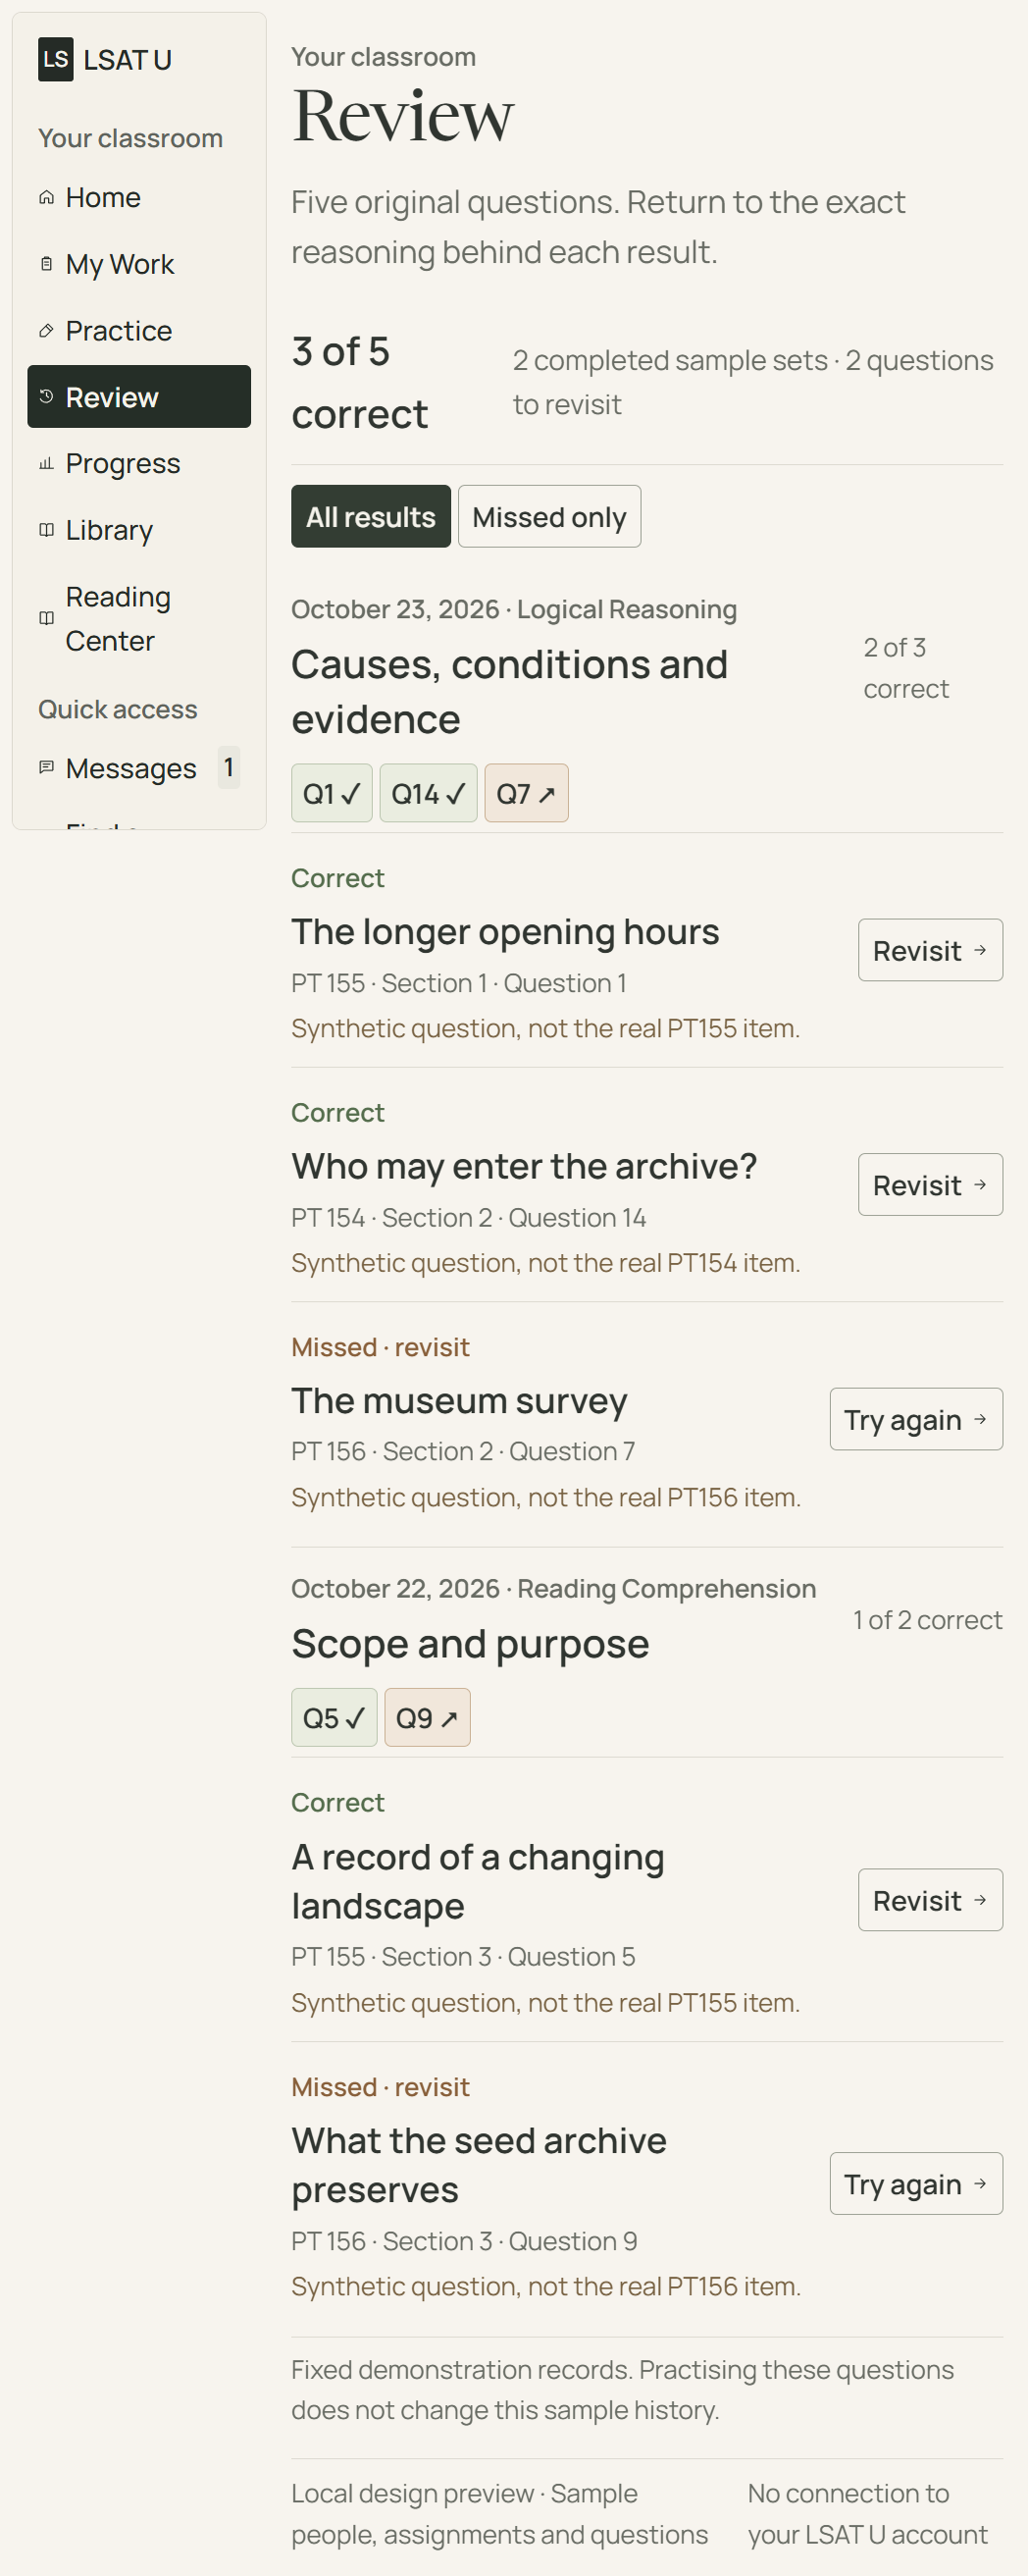 LS LSAT U
Your classroom
Home
My Work
Practice
Review
Progress
Library
Reading
Center
Quick access
Messages 1
Your classroom
Review
Five original questions. Return to the exact
reasoning behind each result.
3 of 5
correct
2 completed sample sets · 2 questions
to revisit
All results
Missed only
October 23, 2026 · Logical Reasoning
Causes, conditions and
evidence
2 of 3
correct
Q1 ✓ Q14 ✓ Q7 ↗
Correct
The longer opening hours
PT 155 · Section 1 · Question 1
Synthetic question, not the real PT155 item.
Revisit →
Correct
Who may enter the archive?
PT 154 · Section 2 · Question 14
Synthetic question, not the real PT154 item.
Revisit →
Missed · revisit
The museum survey
PT 156 · Section 2 · Question 7
Synthetic question, not the real PT156 item.
Try again →
October 22, 2026 · Reading Comprehension
Scope and purpose
1 of 2 correct
Q5 ✓ Q9 ↗
Correct
A record of a changing
landscape
PT 155 · Section 3 · Question 5
Synthetic question, not the real PT155 item.
Revisit →
Missed · revisit
What the seed archive
preserves
PT 156 · Section 3 · Question 9
Synthetic question, not the real PT156 item.
Try again →
Fixed demonstration records. Practising these questions
does not change this sample history.
Local design preview · Sample
people, assignments and questions
No connection to
your LSAT U account